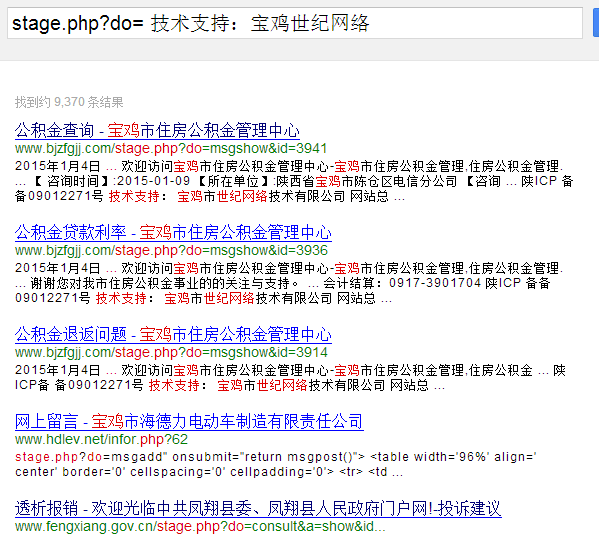 stage.php?do= 技术支持：宝鸡世纪网络
找到约 9,370 条结果
公积金查询 - 宝鸡市住房公积金管理中心
www.bjzfgjj.com/stage.php?do=msgshow&id=3941
2015年1月4日 ... 欢迎访问宝鸡市住房公积金管理中心-宝鸡市住房公积金管理,住房公积金管理.
... 【 咨询时间】:2015-01-09 【所在单位】:陕西省宝鸡市陈仓区电信分公司 【咨询 ... 陕ICP 备
备09012271号 技术支持： 宝鸡市世纪网络技术有限公司 网站总 ...
公积金贷款利率 - 宝鸡市住房公积金管理中心
www.bjzfgjj.com/stage.php?do=msgshow&id=3936
2015年1月4日 ... 欢迎访问宝鸡市住房公积金管理中心-宝鸡市住房公积金管理,住房公积金管理.
... 谢谢您对我市住房公积金事业的的关注与支持。 ... 会计结算：0917-3901704 陕ICP 备备
09012271号 技术支持： 宝鸡市世纪网络技术有限公司 网站总 ...
公积金退返问题 - 宝鸡市住房公积金管理中心
www.bjzfgjj.com/stage.php?do=msgshow&id=3914
2015年1月4日 ... 欢迎访问宝鸡市住房公积金管理中心-宝鸡市住房公积金管理,住房公积金 ... 陕
ICP备 备09012271号 技术支持： 宝鸡市世纪网络技术有限公司 网站总 ...
网上留言 - 宝鸡市海德力电动车制造有限责任公司
www.hdlev.net/infor.php?62
stage.php?do=msgadd" onsubmit="return msgpost()"> <table width='96%' align='
center' border='0' cellspacing='0' cellpadding='0'> <tr> <td ...
透析报销 - 欢迎光临中共凤翔县委、凤翔县人民政府门户网!-投诉建议
www.fengxiang.gov.cn/stage.php?do=consult&a=show&id...